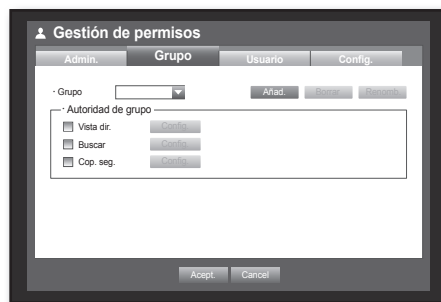 Gestión de permisos
Admin. Grupo Usuario Config.
· Grupo Añad. Borrar Renomb.
· Autoridad de grupo
Vista dir. Config.
Buscar Config.
Cop. seg. Config.
Acept. Cancel